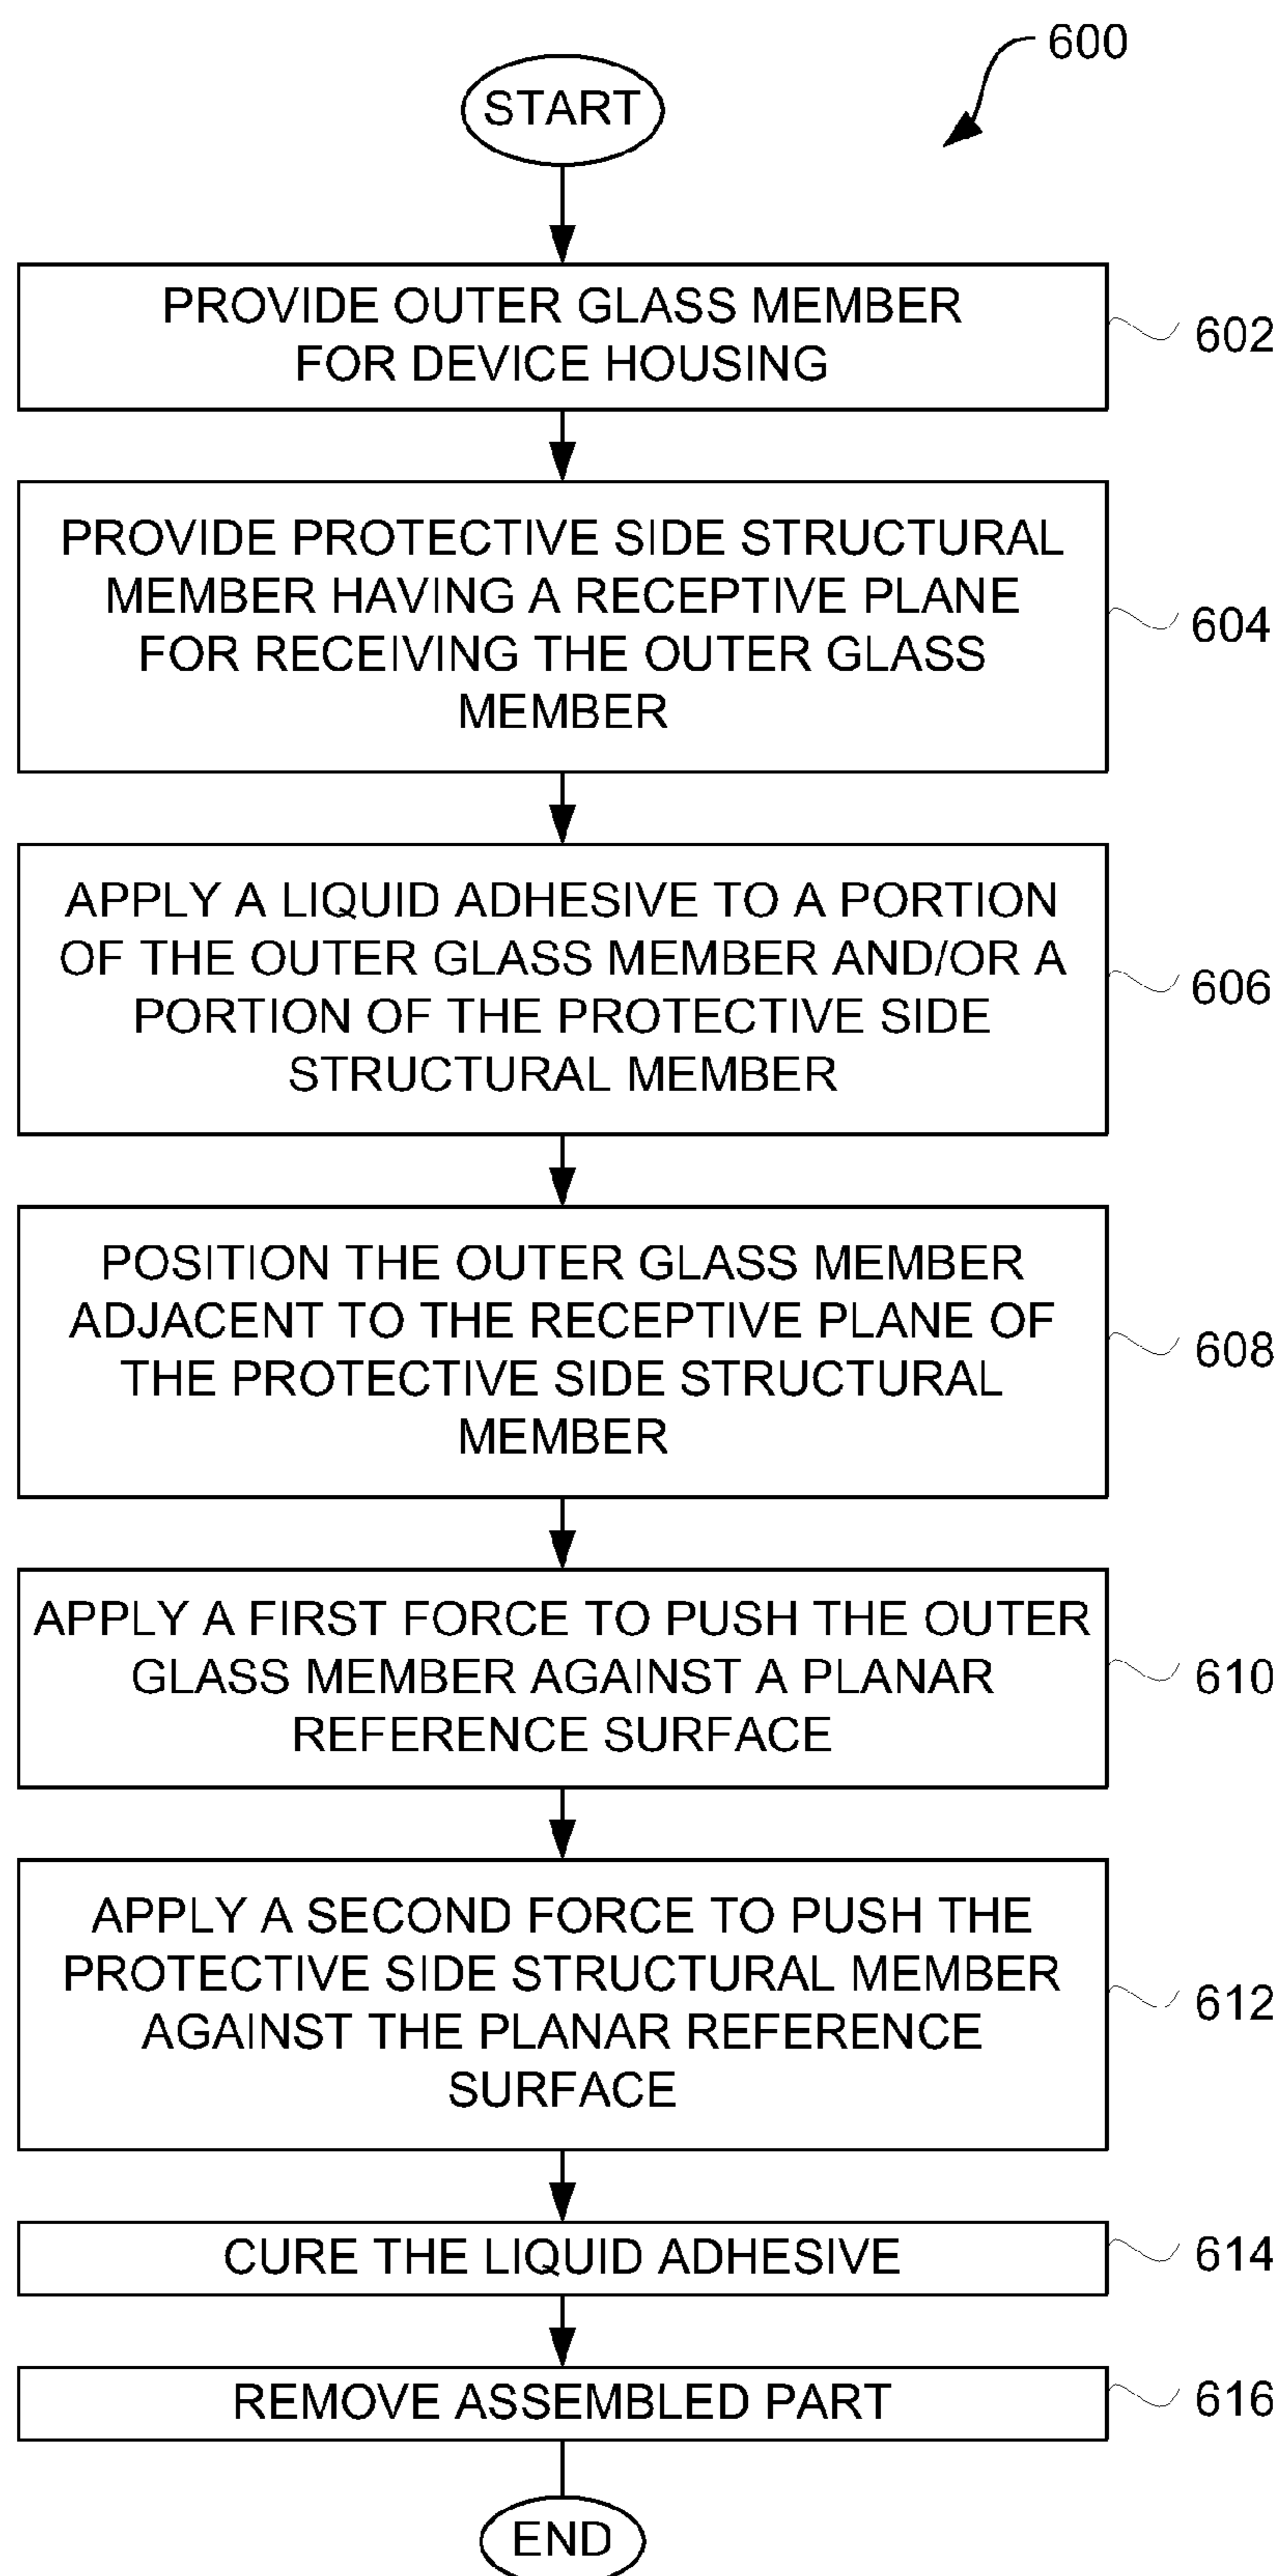 600
START
PROVIDE OUTER GLASS MEMBER
FOR DEVICE HOUSING
602
PROVIDE PROTECTIVE SIDE STRUCTURAL
MEMBER HAVING A RECEPTIVE PLANE
FOR RECEIVING THE OUTER GLASS
MEMBER
604
APPLY A LIQUID ADHESIVE TO A PORTION
OF THE OUTER GLASS MEMBER AND/OR A
PORTION OF THE PROTECTIVE SIDE
STRUCTURAL MEMBER
606
POSITION THE OUTER GLASS MEMBER
ADJACENT TO THE RECEPTIVE PLANE OF
THE PROTECTIVE SIDE STRUCTURAL
MEMBER
608
APPLY A FIRST FORCE TO PUSH THE OUTER
GLASS MEMBER AGAINST A PLANAR
REFERENCE SURFACE
610
APPLY A SECOND FORCE TO PUSH THE
PROTECTIVE SIDE STRUCTURAL MEMBER
AGAINST THE PLANAR REFERENCE
SURFACE
612
CURE THE LIQUID ADHESIVE
614
REMOVE ASSEMBLED PART
616
END